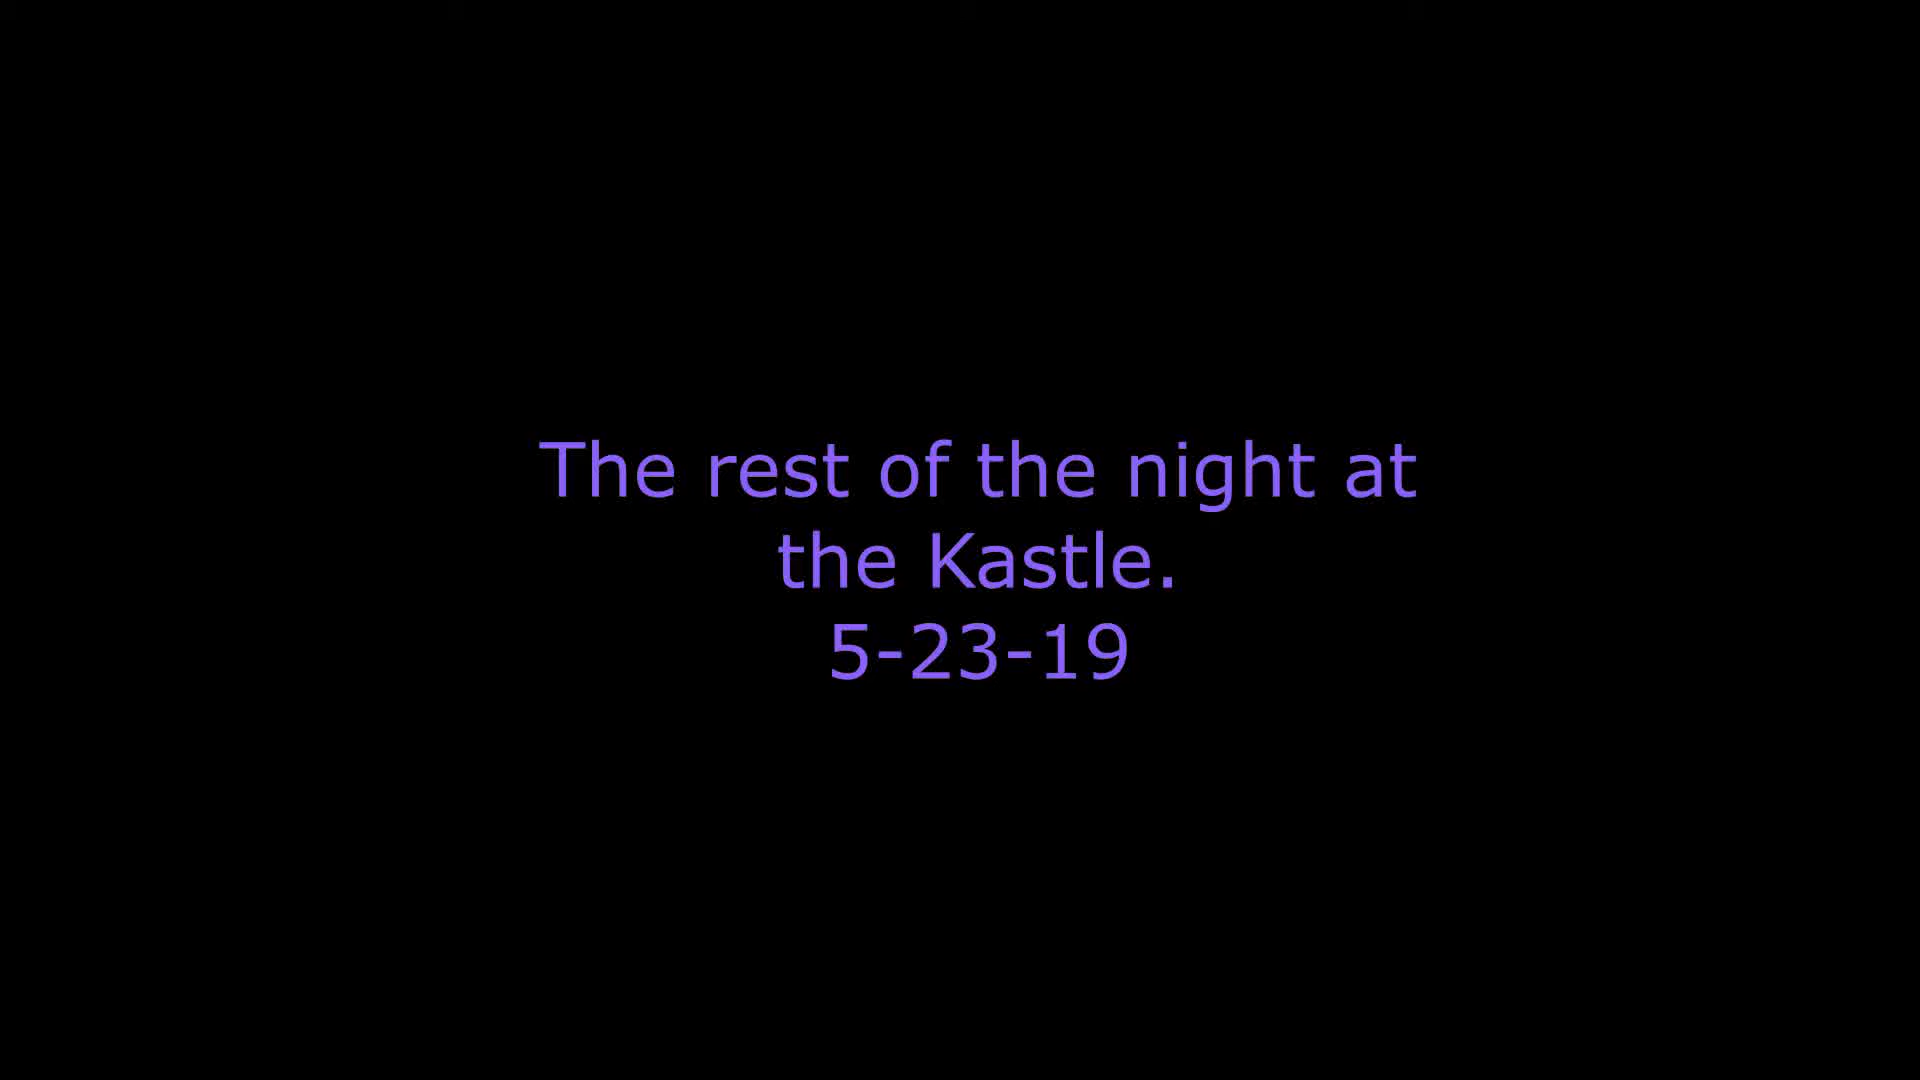 The rest of the night at
the Kastle.
5-23-19